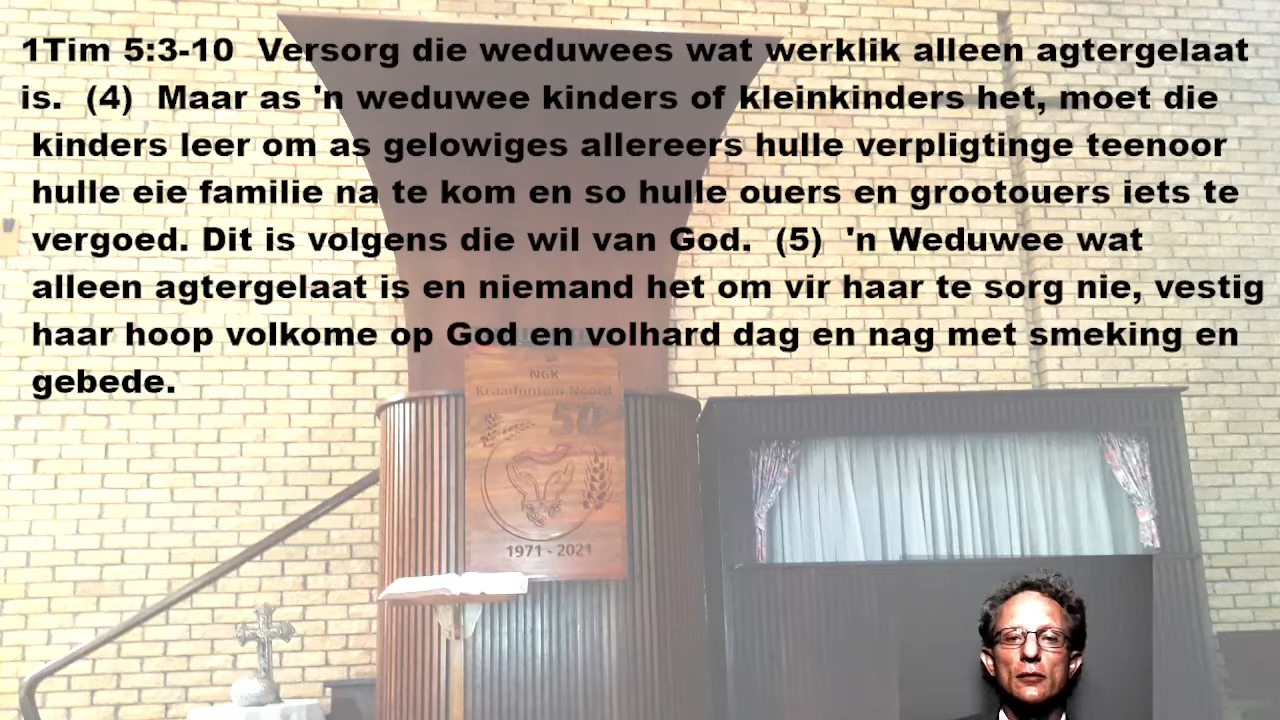 1Tim 5:3-10  Versorg die weduwees wat werklik alleen agtergelaat
is.  (4)  Maar as 'n weduwee kinders of kleinkinders het, moet die
kinders leer om as gelowiges allereers hulle verpligtinge teenoor
hulle eie familie na te kom en so hulle ouers en grootouers iets te
vergoed. Dit is volgens die wil van God.  (5)  'n Weduwee wat
alleen agtergelaat is en niemand het om vir haar te sorg nie, vestig
haar hoop volkome op God en volhard dag en nag met smeking en
gebede.
NGK
Kraaifontein-Noord
50
1971 - 2021